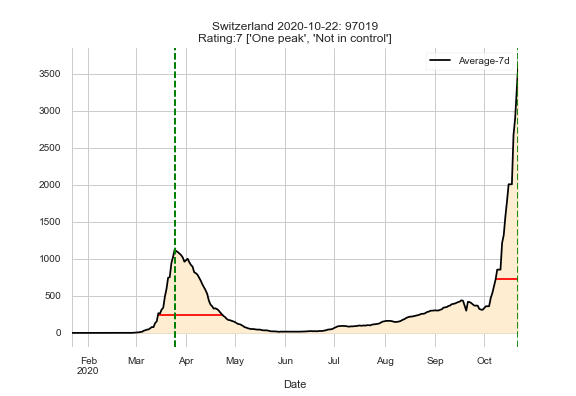 Switzerland 2020-10-22: 97019
Rating:7 ['One peak', 'Not in control']
Average-7d
3500
3000
2500
2000
1500
1000
500
0
Feb Mar Apr May Jun Jul Aug Sep Oct
2020
Date